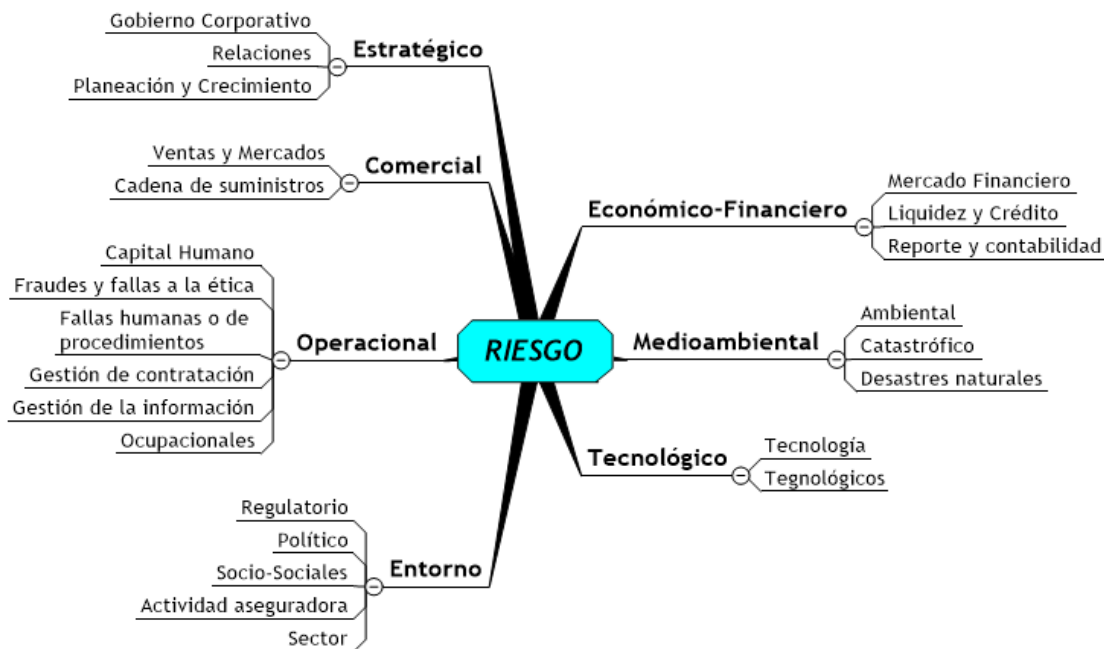 Gobierno Corporativo
Relaciones
Planeación y Crecimiento
Estratégico
Ventas y Mercados
Cadena de suministros
Comercial
Capital Humano
Fraudes y fallas a la ética
Fallas humanas o de
procedimientos
Gestión de contratación
Gestión de la información
Ocupacionales
Operacional
Regulatorio
Político
Socio-Sociales
Actividad aseguradora
Sector
Entorno
RIESGO
Económico-Financiero
Mercado Financiero
Liquidez y Crédito
Reporte y contabilidad
Medioambiental
Ambiental
Catastrófico
Desastres naturales
Tecnológico
Tecnología
Tegnológicos